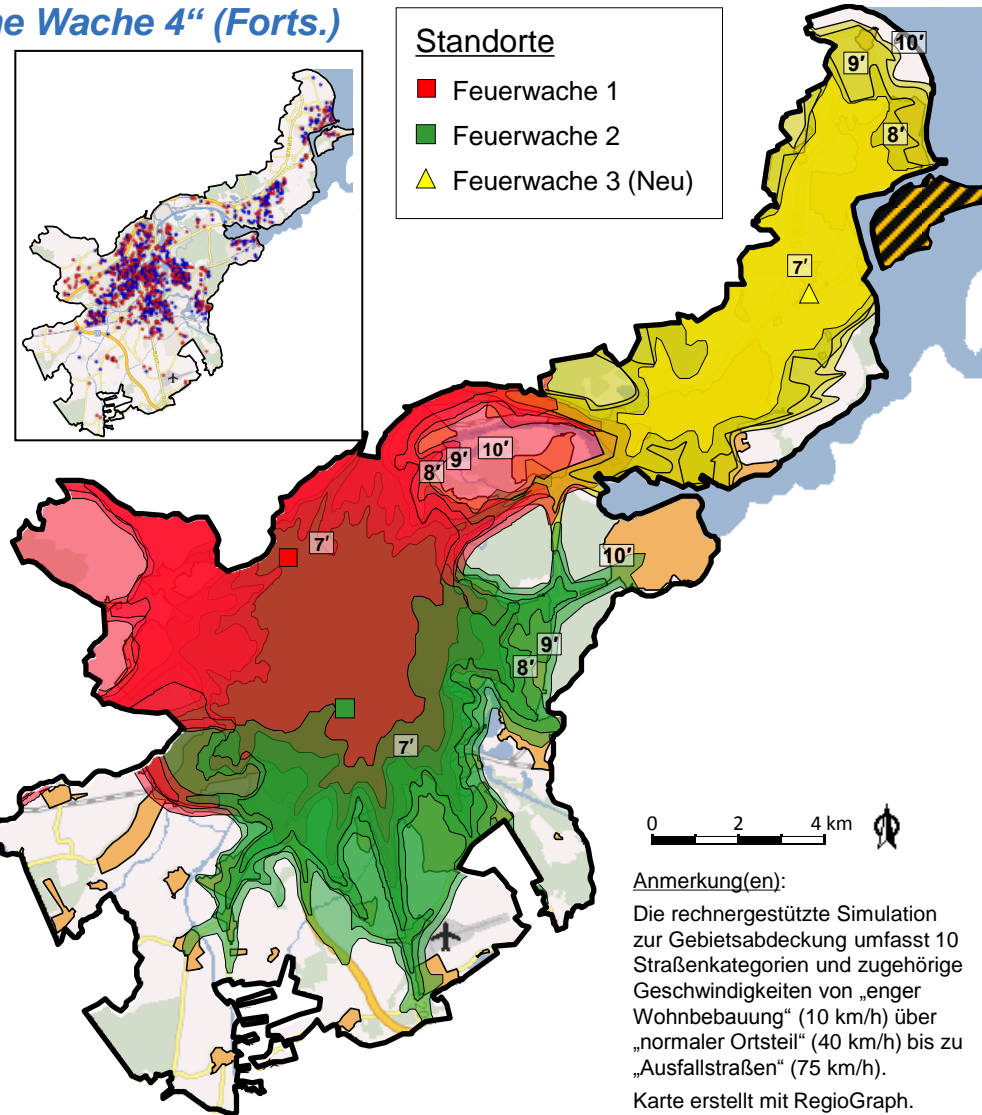 ne Wache 4“ (Forts.)
Standorte
Feuerwache 1
Feuerwache 2
Feuerwache 3 (Neu)
10′
9′
8′
7′
10′
9′
8′
7′
10′
9′
8′
7′
0 2 4 km
Anmerkung(en):
Die rechnergestützte Simulation
zur Gebietsabdeckung umfasst 10
Straßenkategorien und zugehörige
Geschwindigkeiten von „enger
Wohnbebauung“ (10 km/h) über
„normaler Ortsteil“ (40 km/h) bis zu
„Ausfallstraßen“ (75 km/h).
Karte erstellt mit RegioGraph.